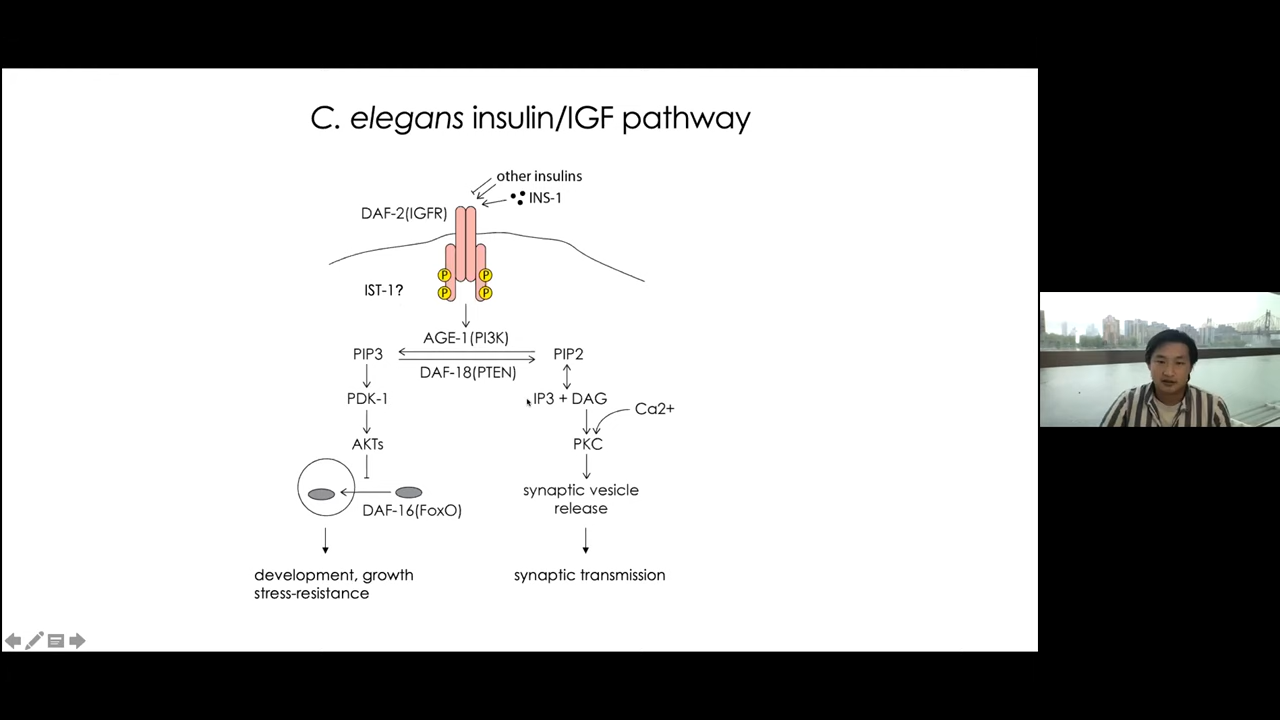 C. elegans insulin/IGF pathway
other insulins
INS-1
DAF-2(IGFR)
P
P
P
P
IST-1?
AGE-1(PI3K)
PIP3
PIP2
DAF-18(PTEN)
PDK-1
IP3 + DAG
Ca2+
AKTs
PKC
synaptic vesicle
release
DAF-16(FoxO)
development, growth
stress-resistance
synaptic transmission